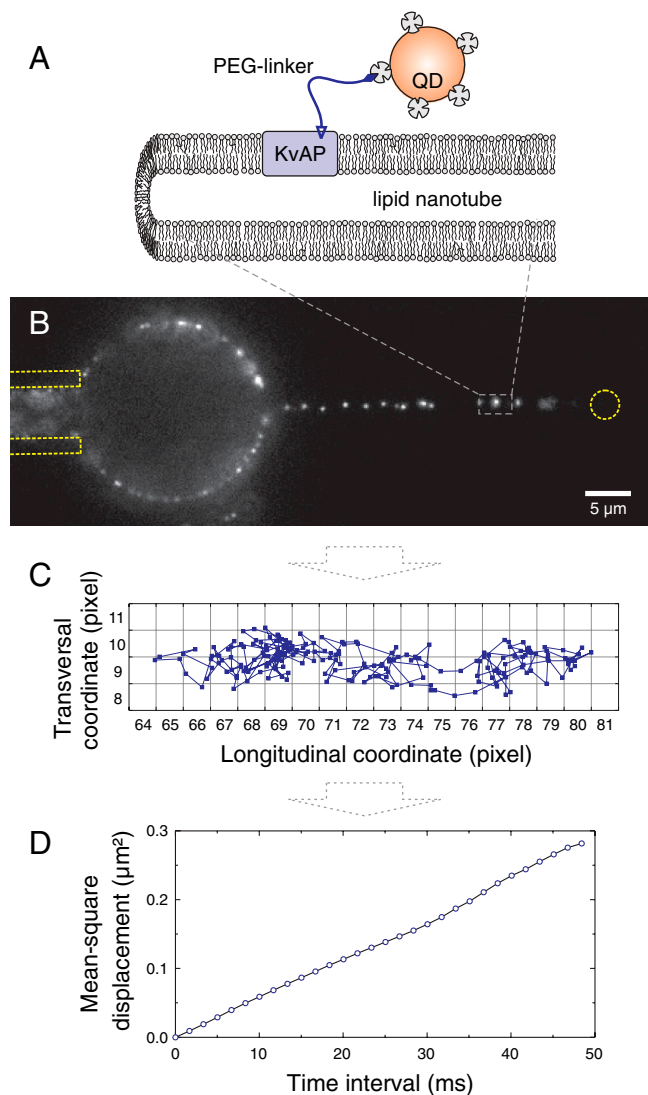 A
PEG-linker
QD
KvAP
lipid nanotube
B
5 µm
C
Transversal
coordinate (pixel)
11
10
9
8
64 65 66 67 68 69 70 71 72 73 74 75 76 77 78 79 80 81
Longitudinal coordinate (pixel)
D
Mean-square
displacement (µm²)
0.3
0.2
0.1
0.0
0 10 20 30 40 50
Time interval (ms)